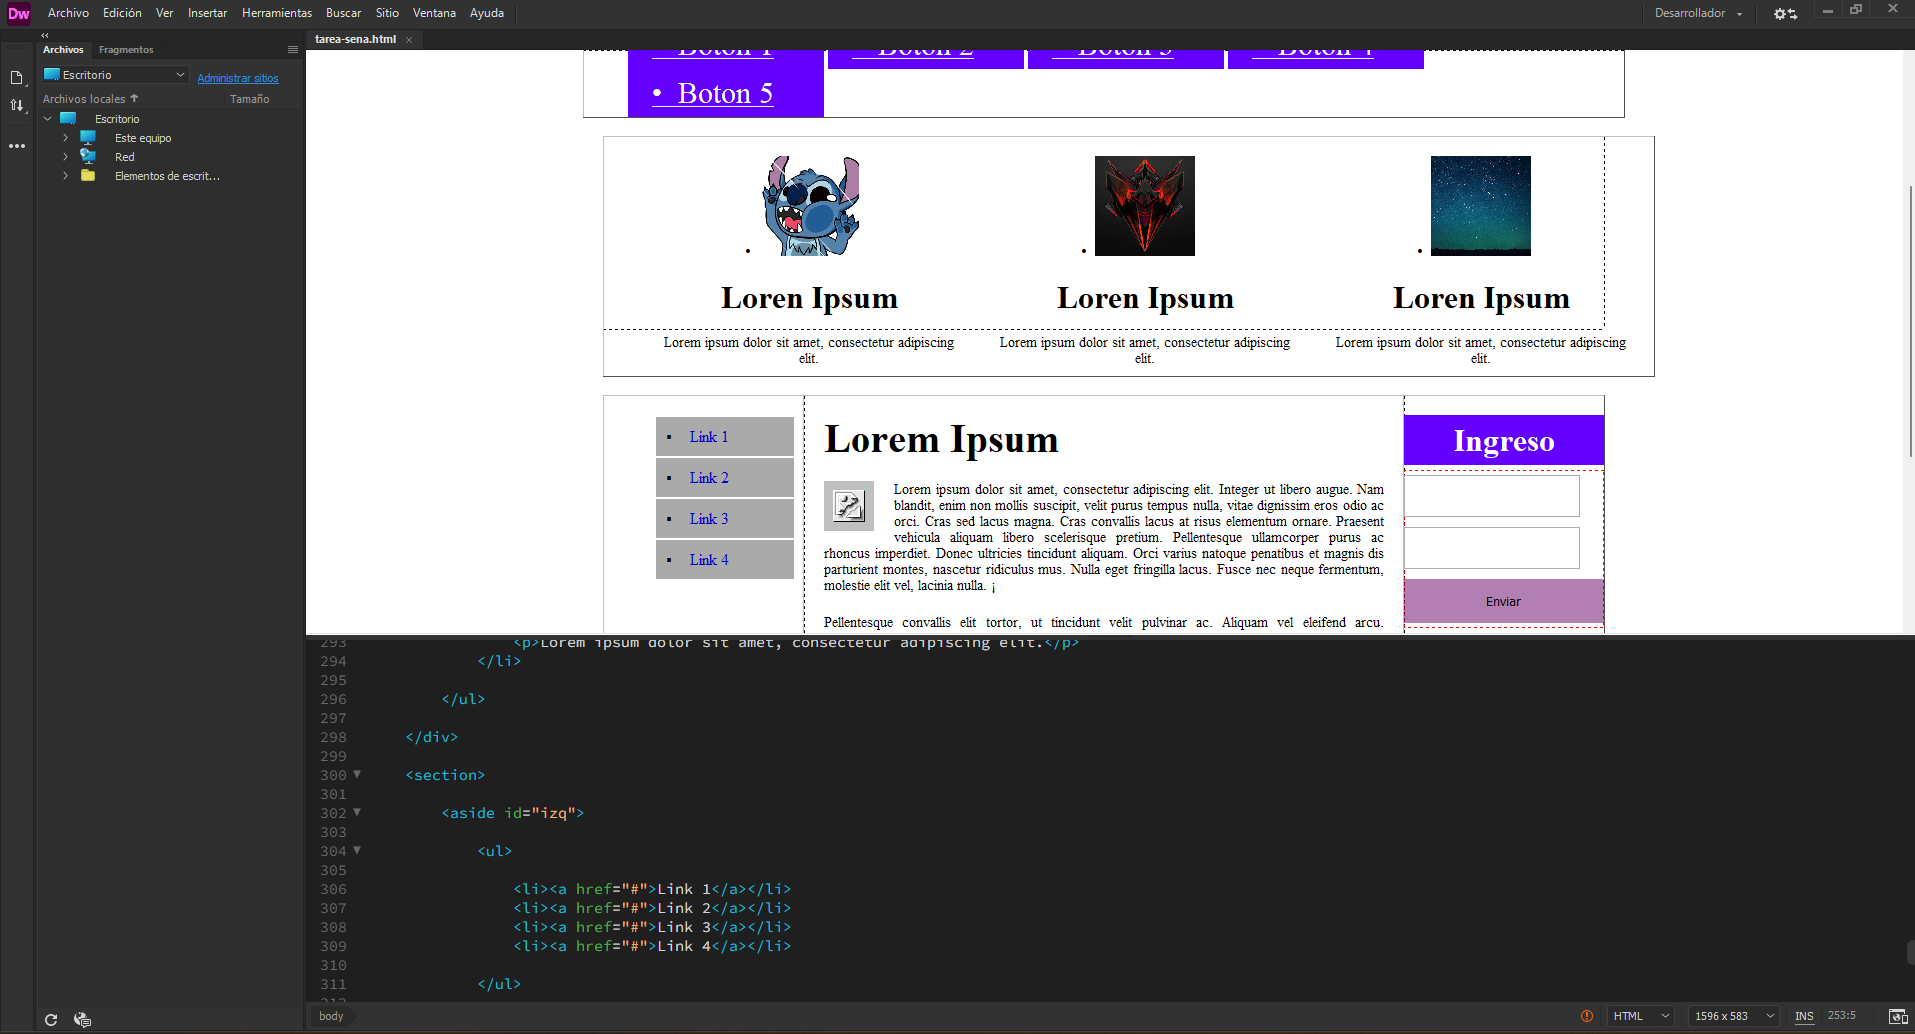 Dw Archivo Edición Ver Insertar Herramientas Buscar Sitio Ventana Ayuda Desarrollador
Archivos Fragmentos
tarea-sena.html
Escritorio Administrar sitios
Archivos locales Tamaño
Escritorio
Este equipo
Red
Elementos de escrit...
Boton 1 Boton 2 Boton 3 Boton 4
• Boton 5
Loren Ipsum Loren Ipsum Loren Ipsum
Lorem ipsum dolor sit amet, consectetur adipiscing elit.
Lorem ipsum dolor sit amet, consectetur adipiscing elit.
Lorem ipsum dolor sit amet, consectetur adipiscing elit.
Link 1
Link 2
Link 3
Link 4
Lorem Ipsum
Lorem ipsum dolor sit amet, consectetur adipiscing elit. Integer ut libero augue. Nam
blandit, enim non mollis suscipit, velit purus tempus nulla, vitae dignissim eros odio ac
orci. Cras sed lacus magna. Cras convallis lacus at risus elementum ornare. Praesent
vehicula aliquam libero scelerisque pretium. Pellentesque ullamcorper purus ac
rhoncus imperdiet. Donec ultricies tincidunt aliquam. Orci varius natoque penatibus et magnis dis
parturient montes, nascetur ridiculus mus. Nulla eget fringilla lacus. Fusce nec neque fermentum,
molestie elit vel, lacinia nulla. ¡
Pellentesque convallis elit tortor, ut tincidunt velit pulvinar ac. Aliquam vel eleifend arcu.
Ingreso
Enviar
293 <p>Lorem ipsum dolor sit amet, consectetur adipiscing elit.</p>
294 </li>
295
296 </ul>
297
298 </div>
299
300 <section>
301
302 <aside id="izq">
303
304 <ul>
305
306 <li><a href="#">Link 1</a></li>
307 <li><a href="#">Link 2</a></li>
308 <li><a href="#">Link 3</a></li>
309 <li><a href="#">Link 4</a></li>
310
311 </ul>
312
body HTML 1596 x 583 INS 253:5